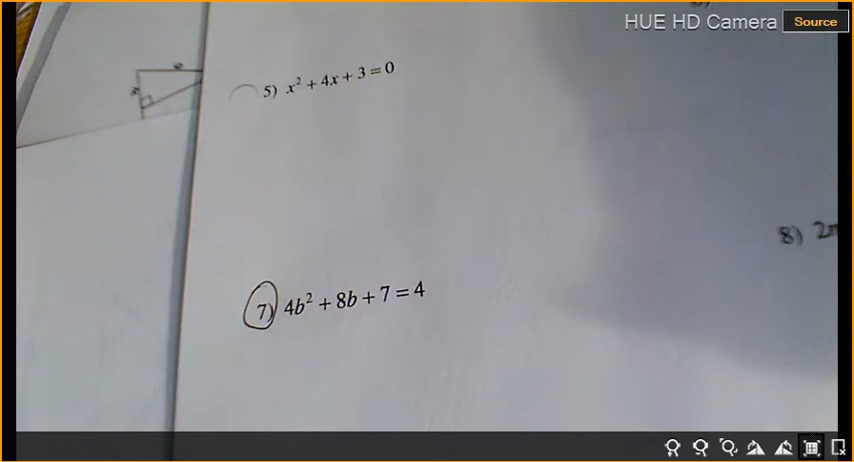 HUE HD Camera Source
5) x² + 4x + 3 = 0
8)
7) 4b² + 8b + 7 = 4